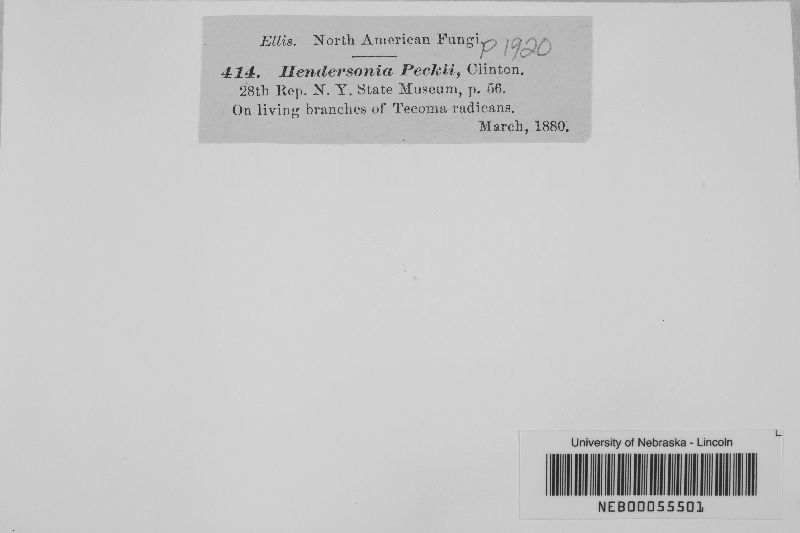 Ellis. North American Fungi. p 1920
414. Hendersonia Peckii, Clinton.
28th Rep. N. Y. State Museum, p. 56.
On living branches of Tecoma radicans.
March, 1880.
University of Nebraska - Lincoln
NEB00055501